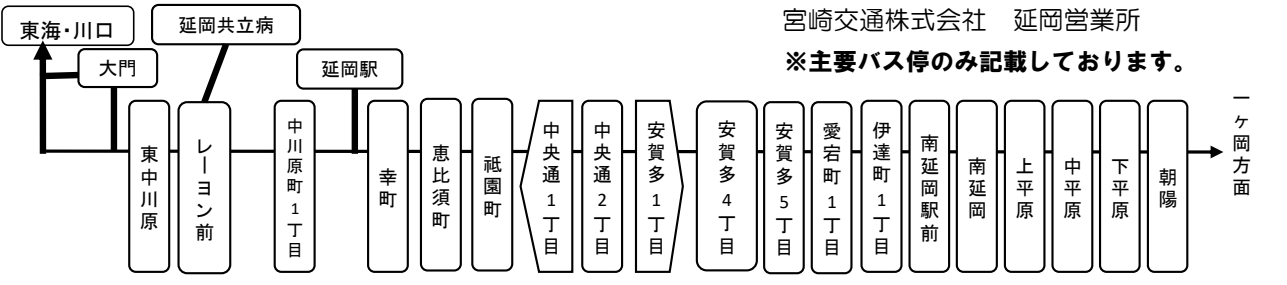 宮崎交通株式会社　延岡営業所
※主要バス停のみ記載しております。
東海・川口
延岡共立病
大門
延岡駅
東中川原
レーヨン前
中川原町1丁目
幸町
恵比須町
祇園町
中央通1丁目
中央通2丁目
安賀多1丁目
安賀多4丁目
安賀多5丁目
愛宕町1丁目
伊達町1丁目
南延岡駅前
南延岡
上平原
中平原
下平原
朝陽
一ヶ岡方面